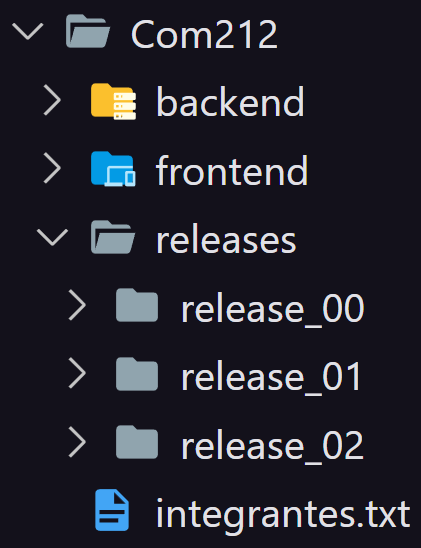 Com212
backend
frontend
releases
release_00
release_01
release_02
integrantes.txt